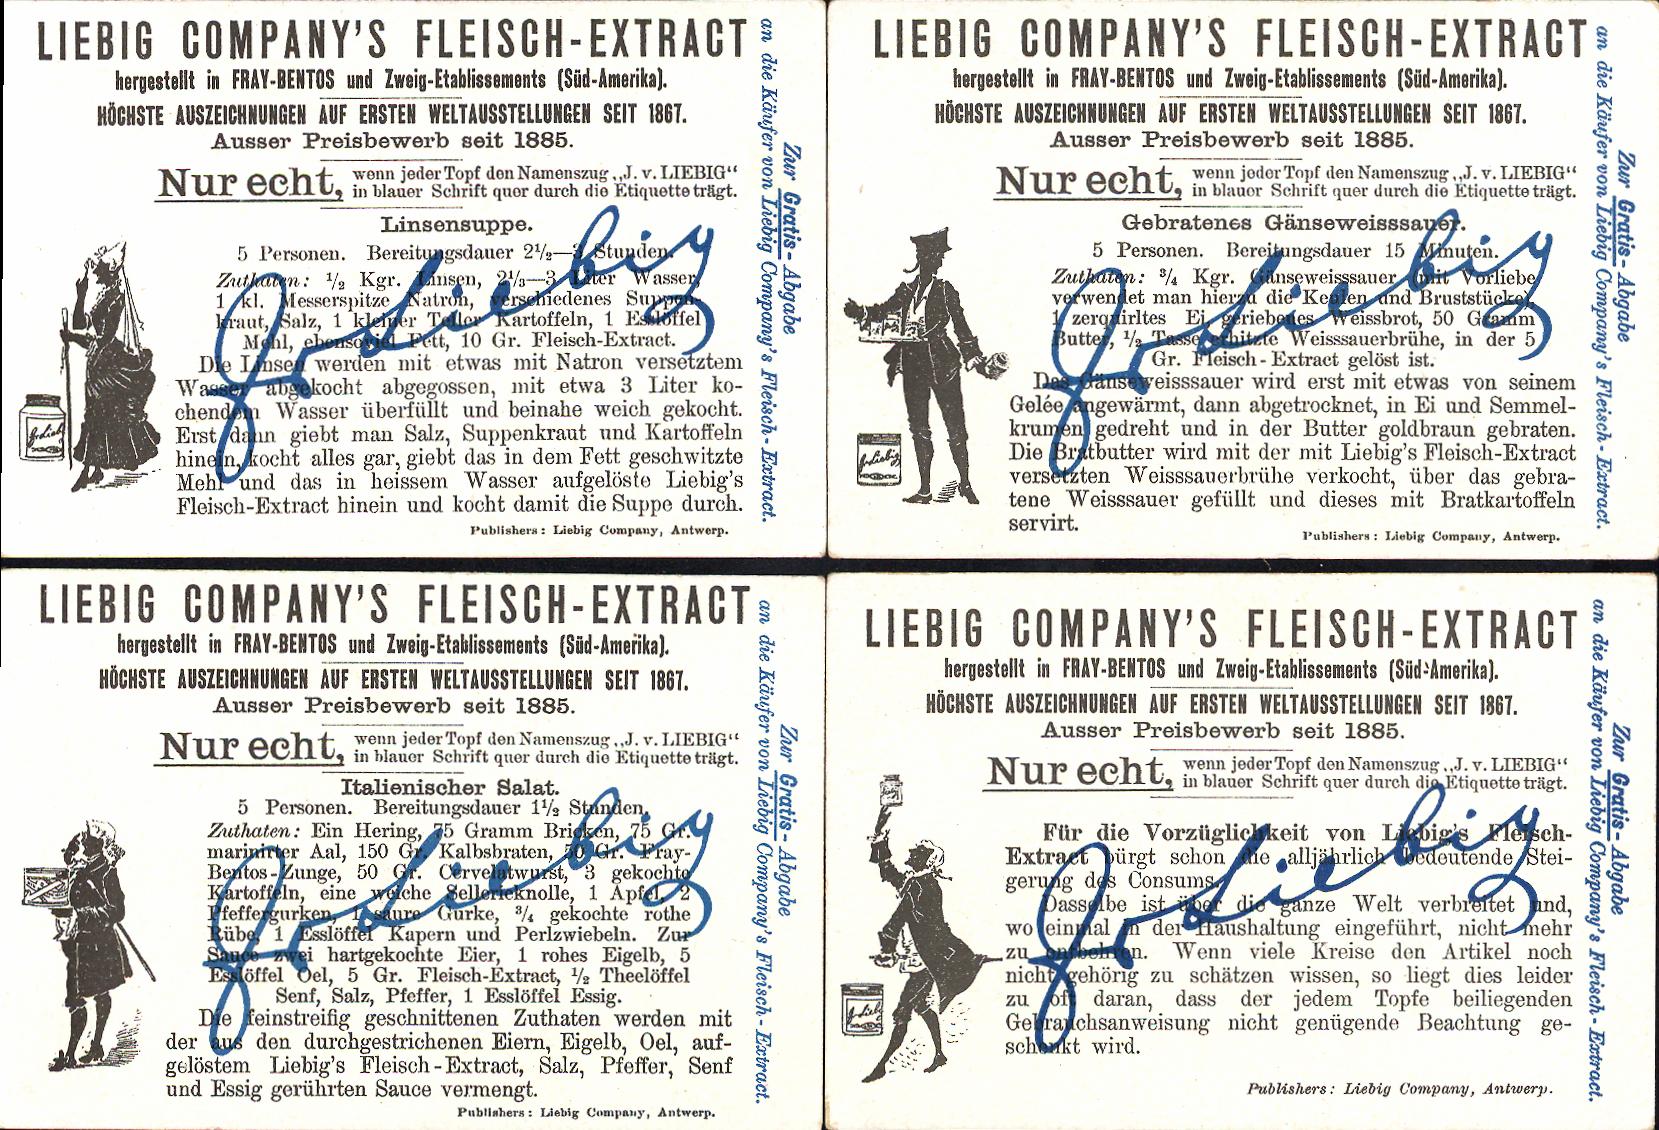 LIEBIG COMPANY'S FLEISCH-EXTRACT
hergestellt in FRAY-BENTOS und Zweig-Etablissements (Süd-Amerika).
HÖCHSTE AUSZEICHNUNGEN AUF ERSTEN WELTAUSSTELLUNGEN SEIT 1867.
Ausser Preisbewerb seit 1885.
Nur echt, wenn jeder Topf den Namenszug „J. v. LIEBIG“
in blauer Schrift quer durch die Etiquette trägt.
Linsensuppe.
5 Personen. Bereitungsdauer 2½—3 Stunden.
Zuthaten: ½ Kgr. Linsen, 2½—3 Liter Wasser,
1 kl. Messerspitze Natron, verschiedenes Suppen-
kraut, Salz, 1 kleiner Teller Kartoffeln, 1 Esslöffel
Mehl, ebensoviel Fett, 10 Gr. Fleisch-Extract.
Die Linsen werden mit etwas mit Natron versetztem
Wasser abgekocht abgegossen, mit etwa 3 Liter ko-
chendem Wasser überfüllt und beinahe weich gekocht.
Erst dann giebt man Salz, Suppenkraut und Kartoffeln
hinein, kocht alles gar, giebt das in dem Fett geschwitzte
Mehl und das in heissem Wasser aufgelöste Liebig's
Fleisch-Extract hinein und kocht damit die Suppe durch.
Publishers: Liebig Company, Antwerp.
Zur Gratis-Abgabe
an die Käufer von Liebig Company's Fleisch-Extract.
JvLiebig
LIEBIG COMPANY'S FLEISCH-EXTRACT
hergestellt in FRAY-BENTOS und Zweig-Etablissements (Süd-Amerika).
HÖCHSTE AUSZEICHNUNGEN AUF ERSTEN WELTAUSSTELLUNGEN SEIT 1867.
Ausser Preisbewerb seit 1885.
Nur echt, wenn jeder Topf den Namenszug „J. v. LIEBIG“
in blauer Schrift quer durch die Etiquette trägt.
Gebratenes Gänseweisssauer.
5 Personen. Bereitungsdauer 15 Minuten.
Zuthaten: ¾ Kgr. Gänseweisssauer (mit Vorliebe
verwendet man hierzu die Keulen und Bruststücke),
1 zerquirltes Ei, geriebenes Weissbrot, 50 Gramm
Butter, ½ Tasse erhitzte Weisssauerbrühe, in der 5
Gr. Fleisch-Extract gelöst ist.
Das Gänseweisssauer wird erst mit etwas von seinem
Gelée angewärmt, dann abgetrocknet, in Ei und Semmel-
krumen gedreht und in der Butter goldbraun gebraten.
Die Bratbutter wird mit der mit Liebig's Fleisch-Extract
versetzten Weisssauerbrühe verkocht, über das gebra-
tene Weisssauer gefüllt und dieses mit Bratkartoffeln
servirt.
Publishers: Liebig Company, Antwerp.
Zur Gratis-Abgabe
an die Käufer von Liebig Company's Fleisch-Extract.
JvLiebig
LIEBIG COMPANY'S FLEISCH-EXTRACT
hergestellt in FRAY-BENTOS und Zweig-Etablissements (Süd-Amerika).
HÖCHSTE AUSZEICHNUNGEN AUF ERSTEN WELTAUSSTELLUNGEN SEIT 1867.
Ausser Preisbewerb seit 1885.
Nur echt, wenn jeder Topf den Namenszug „J. v. LIEBIG“
in blauer Schrift quer durch die Etiquette trägt.
Italienischer Salat.
5 Personen. Bereitungsdauer 1½ Stunden.
Zuthaten: Ein Hering, 75 Gramm Bricken, 75 Gr.
marinirter Aal, 150 Gr. Kalbsbraten, 50 Gr. Fray-
Bentos-Zunge, 50 Gr. Cervelatwurst, 3 gekochte
Kartoffeln, eine weiche Sellerieknolle, 1 Apfel, 2
Pfeffergurken, 1 saure Gurke, ¾ gekochte rothe
Rübe, 1 Esslöffel Kapern und Perlzwiebeln. Zur
Sauce zwei hartgekochte Eier, 1 rohes Eigelb, 5
Esslöffel Oel, 5 Gr. Fleisch-Extract, ½ Theelöffel
Senf, Salz, Pfeffer, 1 Esslöffel Essig.
Die feinstreifig geschnittenen Zuthaten werden mit
der aus den durchgestrichenen Eiern, Eigelb, Oel, auf-
gelöstem Liebig's Fleisch-Extract, Salz, Pfeffer, Senf
und Essig gerührten Sauce vermengt.
Publishers: Liebig Company, Antwerp.
Zur Gratis-Abgabe
an die Käufer von Liebig Company's Fleisch-Extract.
JvLiebig
LIEBIG COMPANY'S FLEISCH-EXTRACT
hergestellt in FRAY-BENTOS und Zweig-Etablissements (Süd-Amerika).
HÖCHSTE AUSZEICHNUNGEN AUF ERSTEN WELTAUSSTELLUNGEN SEIT 1867.
Ausser Preisbewerb seit 1885.
Nur echt, wenn jeder Topf den Namenszug „J. v. LIEBIG“
in blauer Schrift quer durch die Etiquette trägt.
Für die Vorzüglichkeit von Liebig's Fleisch-
Extract bürgt schon die alljährlich bedeutende Stei-
gerung des Consums.
Dasselbe ist über die ganze Welt verbreitet und,
wo einmal in der Haushaltung eingeführt, nicht mehr
zu entbehren. Wenn viele Kreise den Artikel noch
nicht gehörig zu schätzen wissen, so liegt dies leider
zu oft daran, dass der jedem Topfe beiliegenden
Gebrauchsanweisung nicht genügende Beachtung ge-
schenkt wird.
Publishers: Liebig Company, Antwerp.
Zur Gratis-Abgabe
an die Käufer von Liebig Company's Fleisch-Extract.
JvLiebig